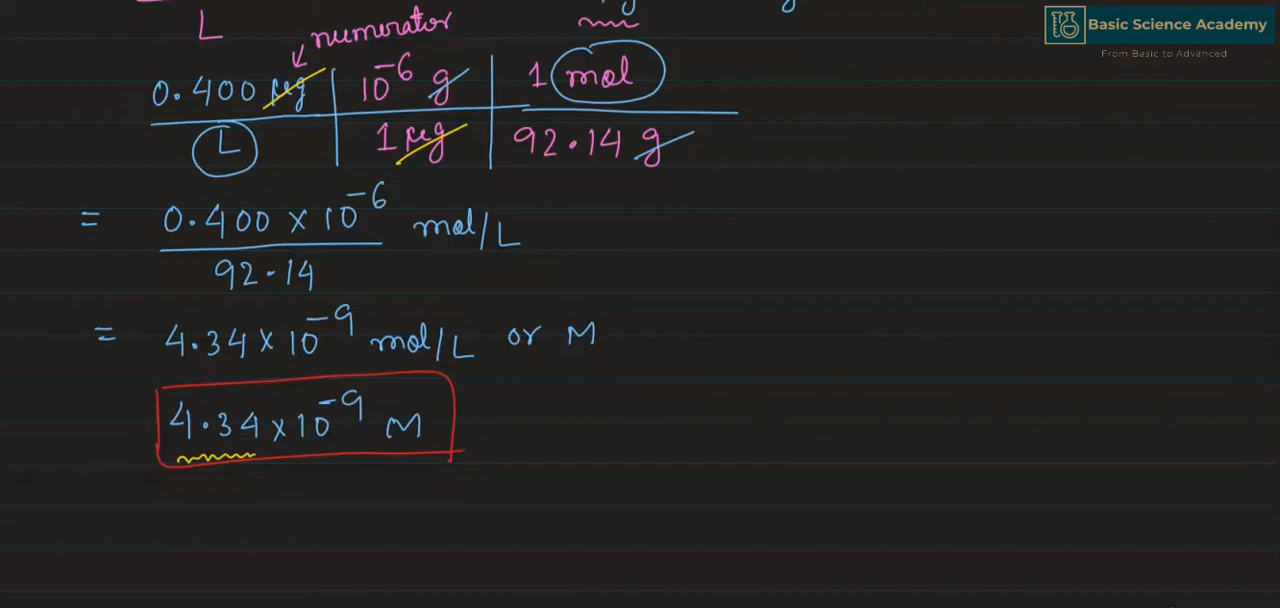 Basic Science Academy
From Basic to Advanced
L
numerator
0.400 μg | 10⁻⁶ g | 1 mol
L | 1 μg | 92.14 g
= 0.400 × 10⁻⁶ mol/L
92.14
= 4.34 × 10⁻⁹ mol/L or M
4.34 × 10⁻⁹ M